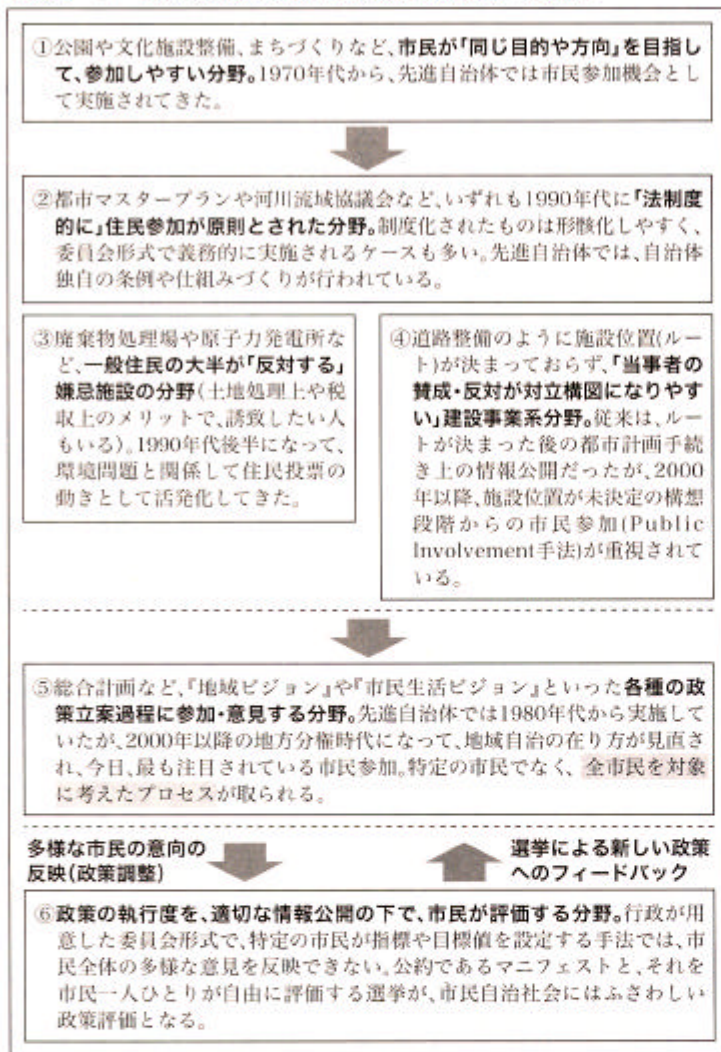 ①公園や文化施設整備、まちづくりなど、市民が「同じ目的や方向」を目指し
て、参加しやすい分野。1970年代から、先進自治体では市民参加機会とし
て実施されてきた。
②都市マスタープランや河川流域協議会など、いずれも1990年代に「法制度
的に」住民参加が原則とされた分野。制度化されたものは形骸化しやすく、
委員会形式で義務的に実施されるケースも多い。先進自治体では、自治体
独自の条例や仕組みづくりが行われている。
③廃棄物処理場や原子力発電所な
ど、一般住民の大半が「反対する」
嫌忌施設の分野(土地処理上や税
収上のメリットで、誘致したい人
もいる)。1990年代後半になって、
環境問題と関係して住民投票の
動きとして活発化してきた。
④道路整備のように施設位置(ルー
ト)が決まっておらず、「当事者の
賛成・反対が対立構図になりやす
い」建設事業系分野。従来は、ルー
トが決まった後の都市計画手続
き上の情報公開だったが、2000
年以降、施設位置が未決定の構想
段階からの市民参加(Public
Involvement手法)が重視されて
いる。
⑤総合計画など、『地域ビジョン』や『市民生活ビジョン』といった各種の政
策立案過程に参加・意見する分野。先進自治体では1980年代から実施して
いたが、2000年以降の地方分権時代になって、地域自治の在り方が見直さ
れ、今日、最も注目されている市民参加。特定の市民でなく、全市民を対象
に考えたプロセスが取られる。
多様な市民の意向の
反映(政策調整)
選挙による新しい政策
へのフィードバック
⑥政策の執行度を、適切な情報公開の下で、市民が評価する分野。行政が用
意した委員会形式で、特定の市民が指標や目標値を設定する手法では、市
民全体の多様な意見を反映できない。公約であるマニフェストと、それを
市民一人ひとりが自由に評価する選挙が、市民自治社会にはふさわしい
政策評価となる。